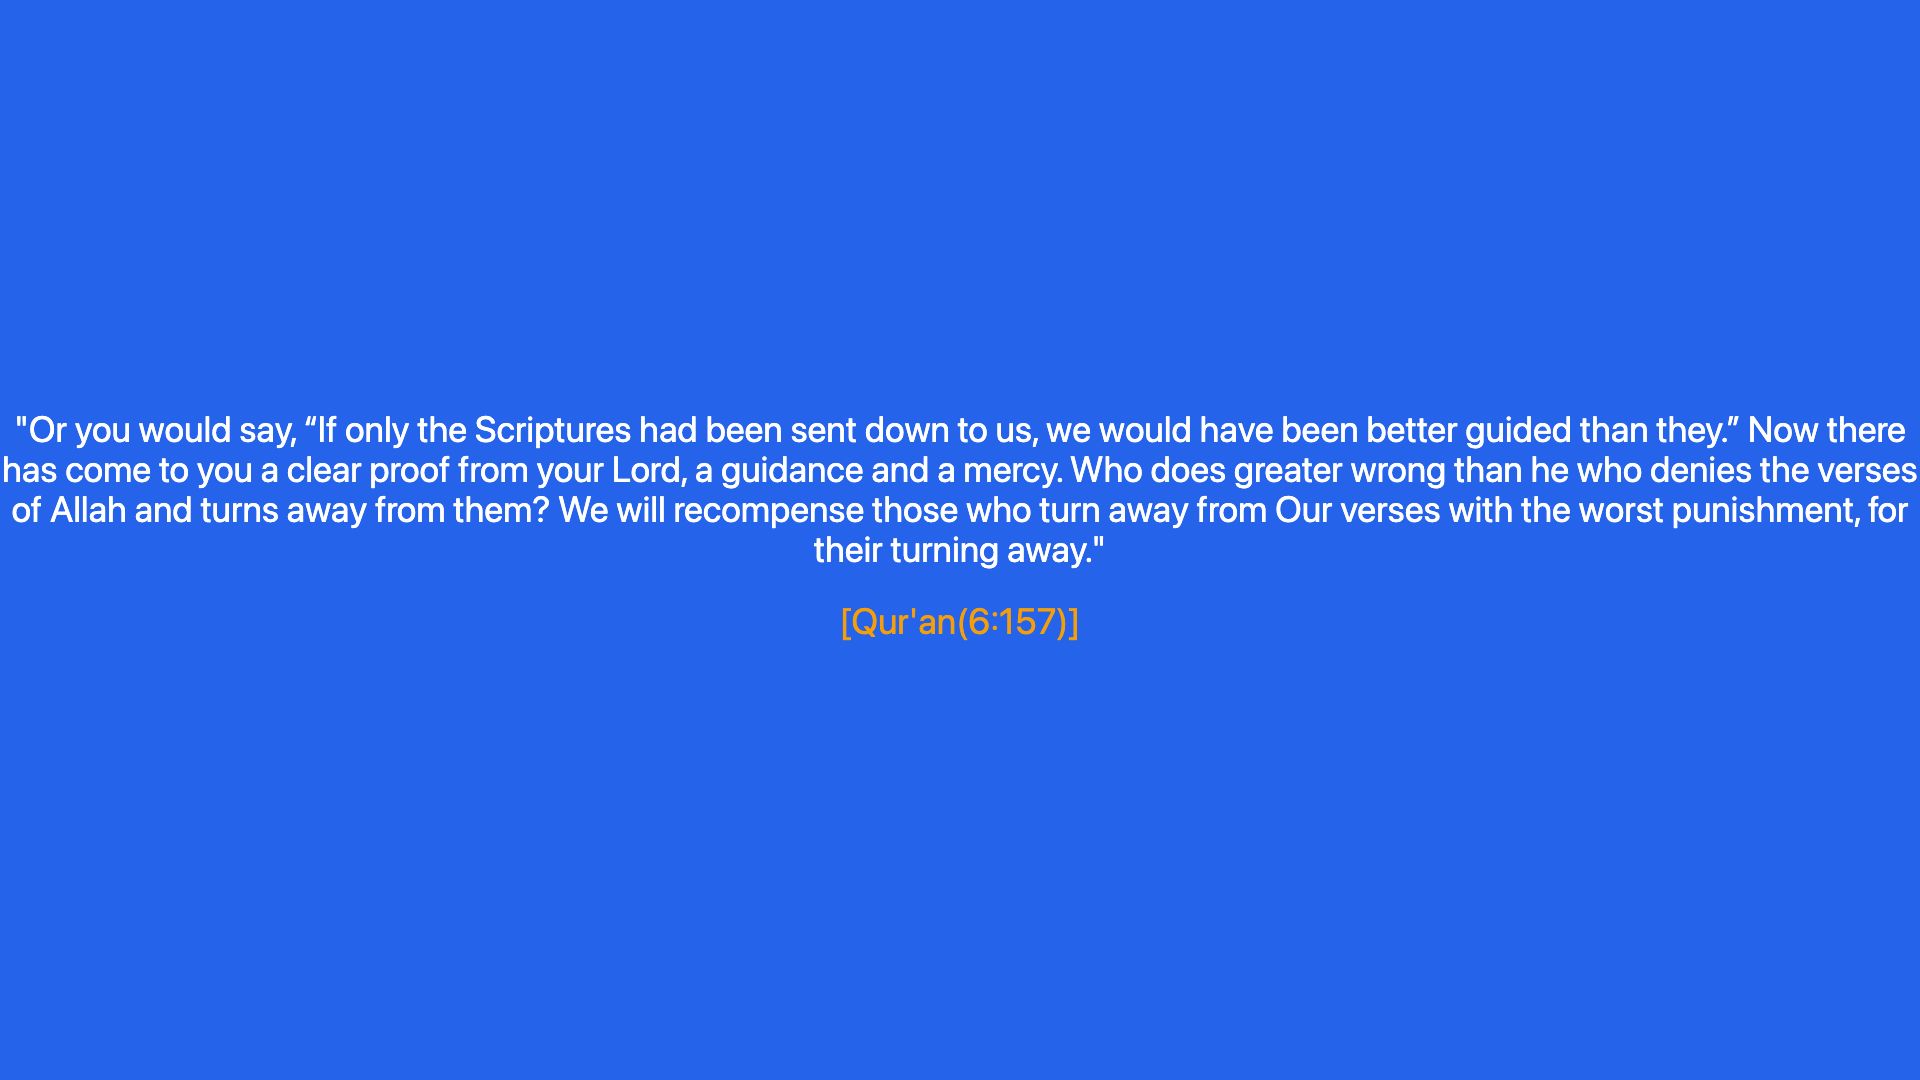 "Or you would say, “If only the Scriptures had been sent down to us, we would have been better guided than they.” Now there
has come to you a clear proof from your Lord, a guidance and a mercy. Who does greater wrong than he who denies the verses
of Allah and turns away from them? We will recompense those who turn away from Our verses with the worst punishment, for
their turning away."
[Qur'an(6:157)]